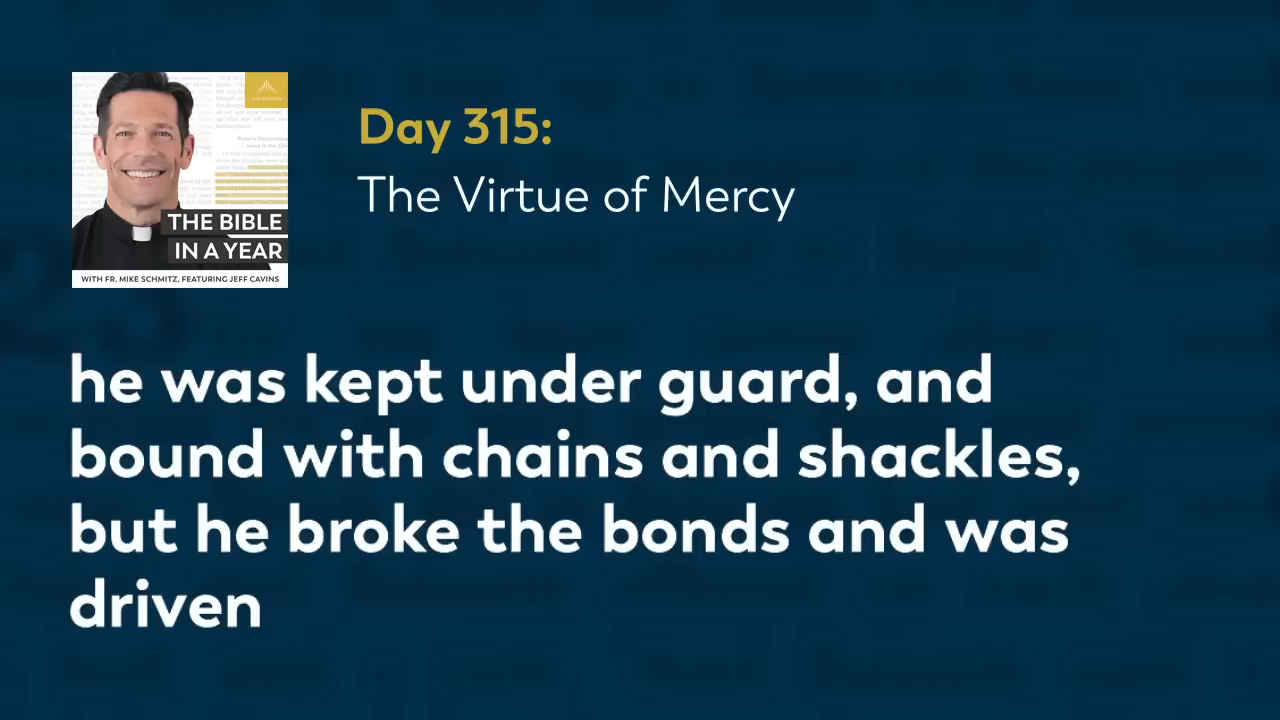 Day 315:
The Virtue of Mercy
THE BIBLE
IN A YEAR
WITH FR. MIKE SCHMITZ, FEATURING JEFF CAVINS
he was kept under guard, and
bound with chains and shackles,
but he broke the bonds and was
driven